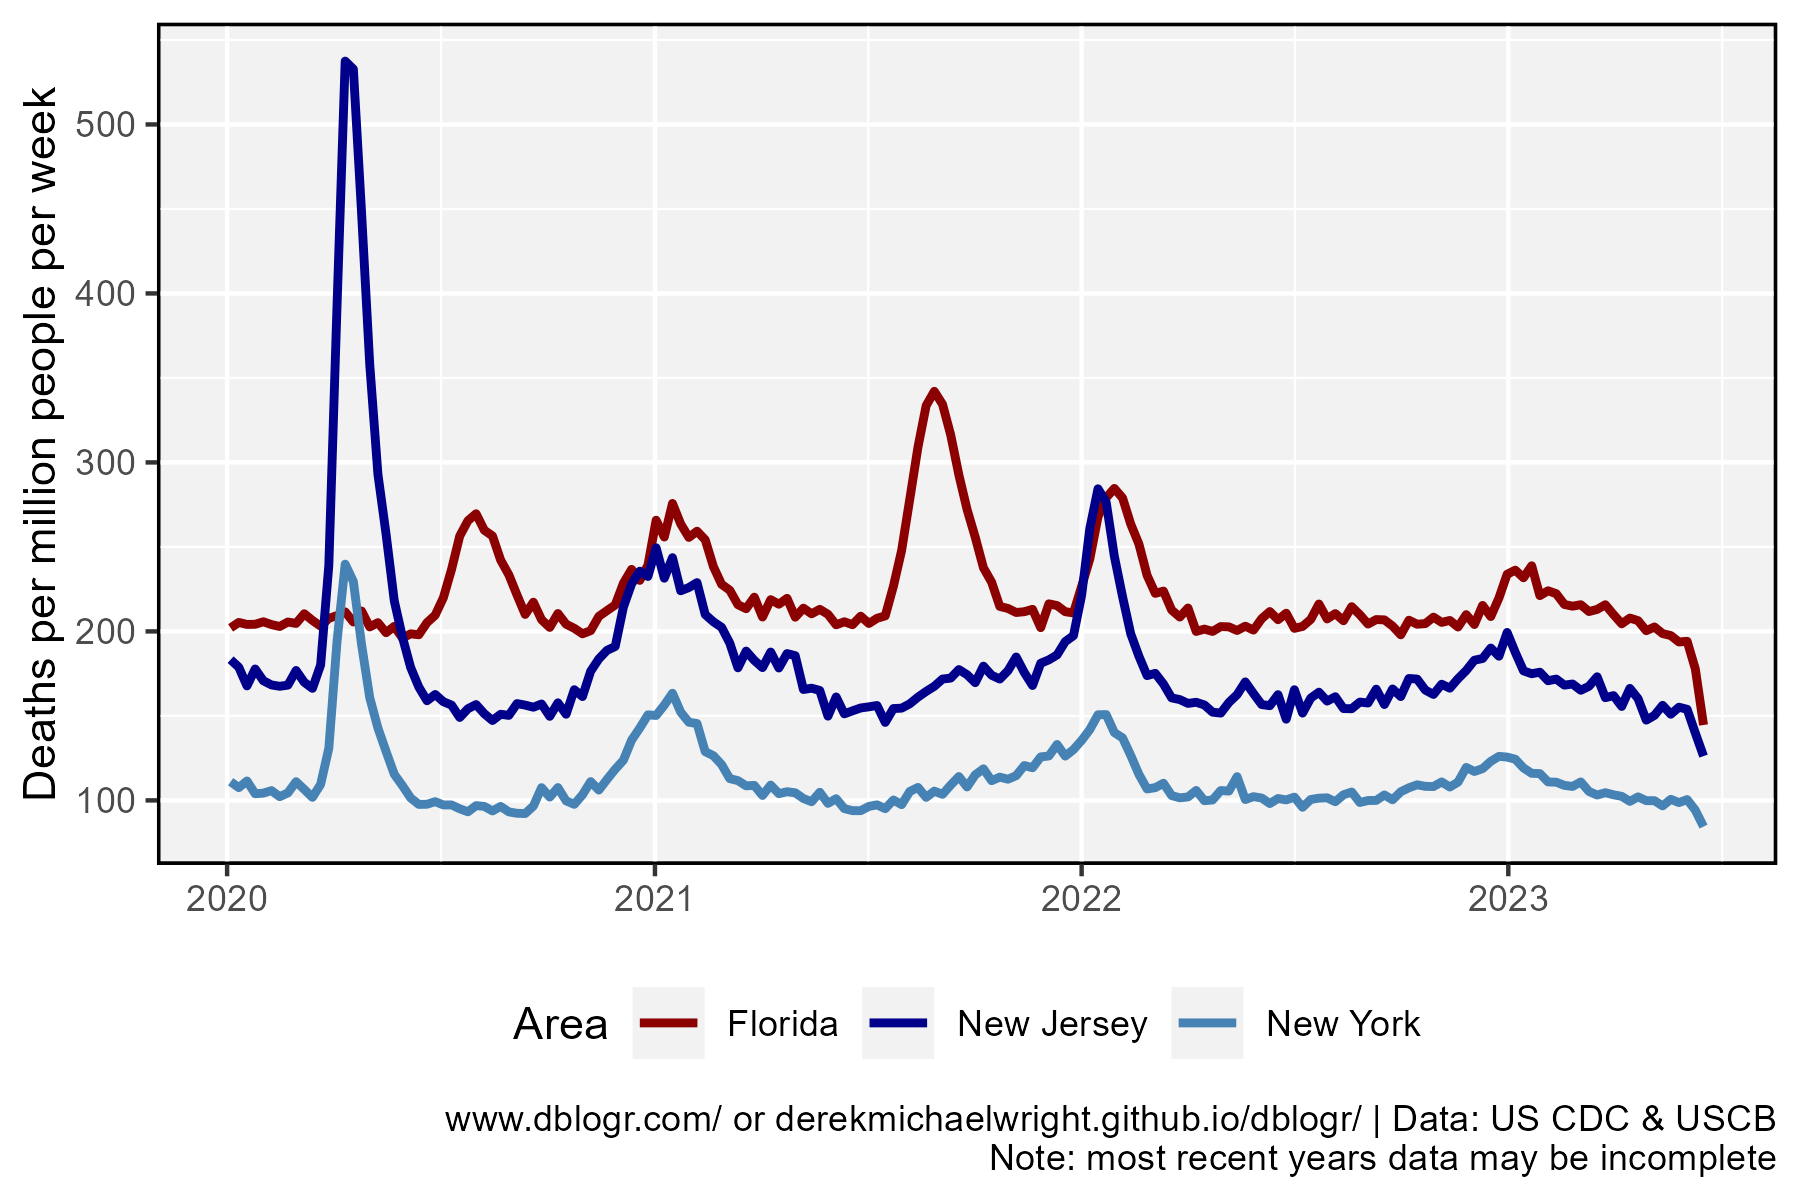 Deaths per million people per week
500
400
300
200
100
2020 2021 2022 2023
Area Florida New Jersey New York
www.dblogr.com/ or derekmichaelwright.github.io/dblogr/ | Data: US CDC & USCB
Note: most recent years data may be incomplete